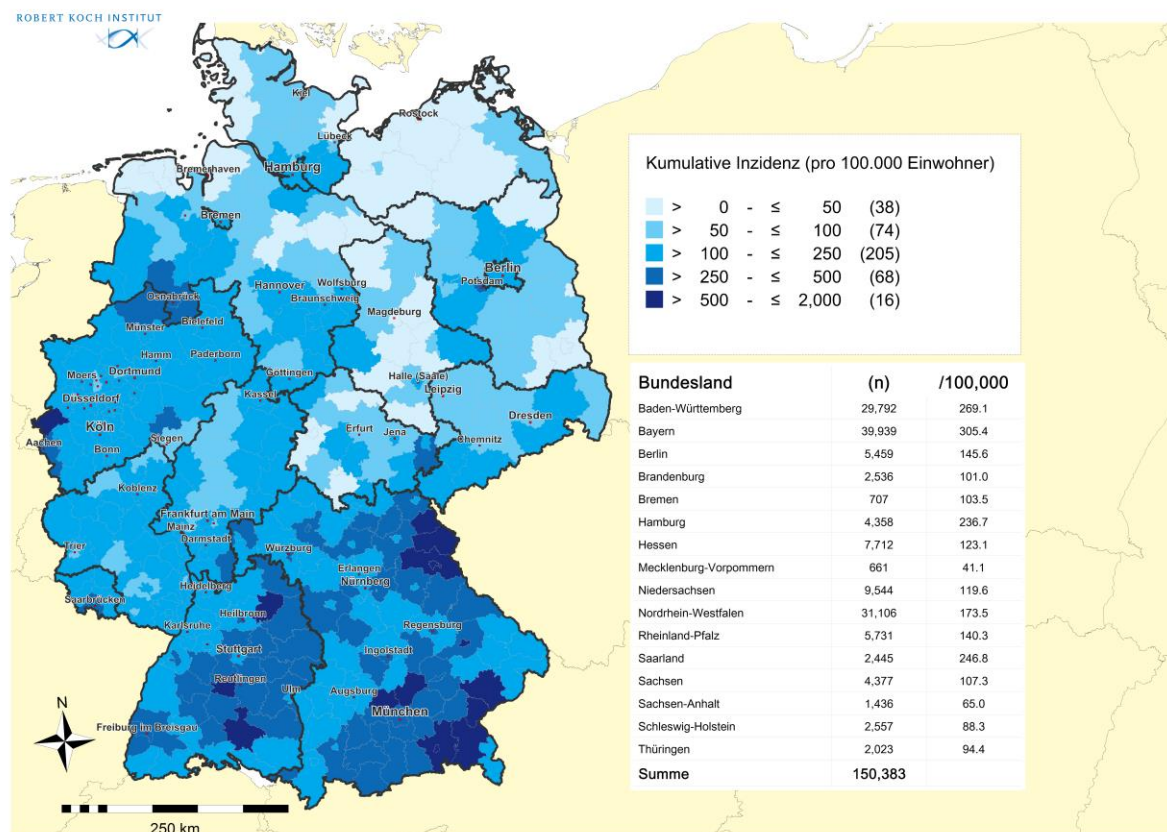 ROBERT KOCH INSTITUT
Kiel
Rostock
Lübeck
Hamburg
Bremerhaven
Bremen
Berlin
Potsdam
Hannover
Wolfsburg
Braunschweig
Osnabrück
Magdeburg
Münster
Bielefeld
Hamm
Paderborn
Moers
Dortmund
Göttingen
Halle (Saale)
Leipzig
Düsseldorf
Kassel
Dresden
Köln
Erfurt
Jena
Aachen
Siegen
Chemnitz
Bonn
Koblenz
Frankfurt am Main
Mainz
Trier
Darmstadt
Würzburg
Erlangen
Nürnberg
Heidelberg
Saarbrücken
Heilbronn
Karlsruhe
Regensburg
Stuttgart
Ingolstadt
Reutlingen
Ulm
Augsburg
München
Freiburg im Breisgau
N
250 km
Kumulative Inzidenz (pro 100.000 Einwohner)
> 0 - ≤ 50 (38)
> 50 - ≤ 100 (74)
> 100 - ≤ 250 (205)
> 250 - ≤ 500 (68)
> 500 - ≤ 2,000 (16)
Bundesland (n) /100,000
Baden-Württemberg 29,792 269.1
Bayern 39,939 305.4
Berlin 5,459 145.6
Brandenburg 2,536 101.0
Bremen 707 103.5
Hamburg 4,358 236.7
Hessen 7,712 123.1
Mecklenburg-Vorpommern 661 41.1
Niedersachsen 9,544 119.6
Nordrhein-Westfalen 31,106 173.5
Rheinland-Pfalz 5,731 140.3
Saarland 2,445 246.8
Sachsen 4,377 107.3
Sachsen-Anhalt 1,436 65.0
Schleswig-Holstein 2,557 88.3
Thüringen 2,023 94.4
Summe 150,383